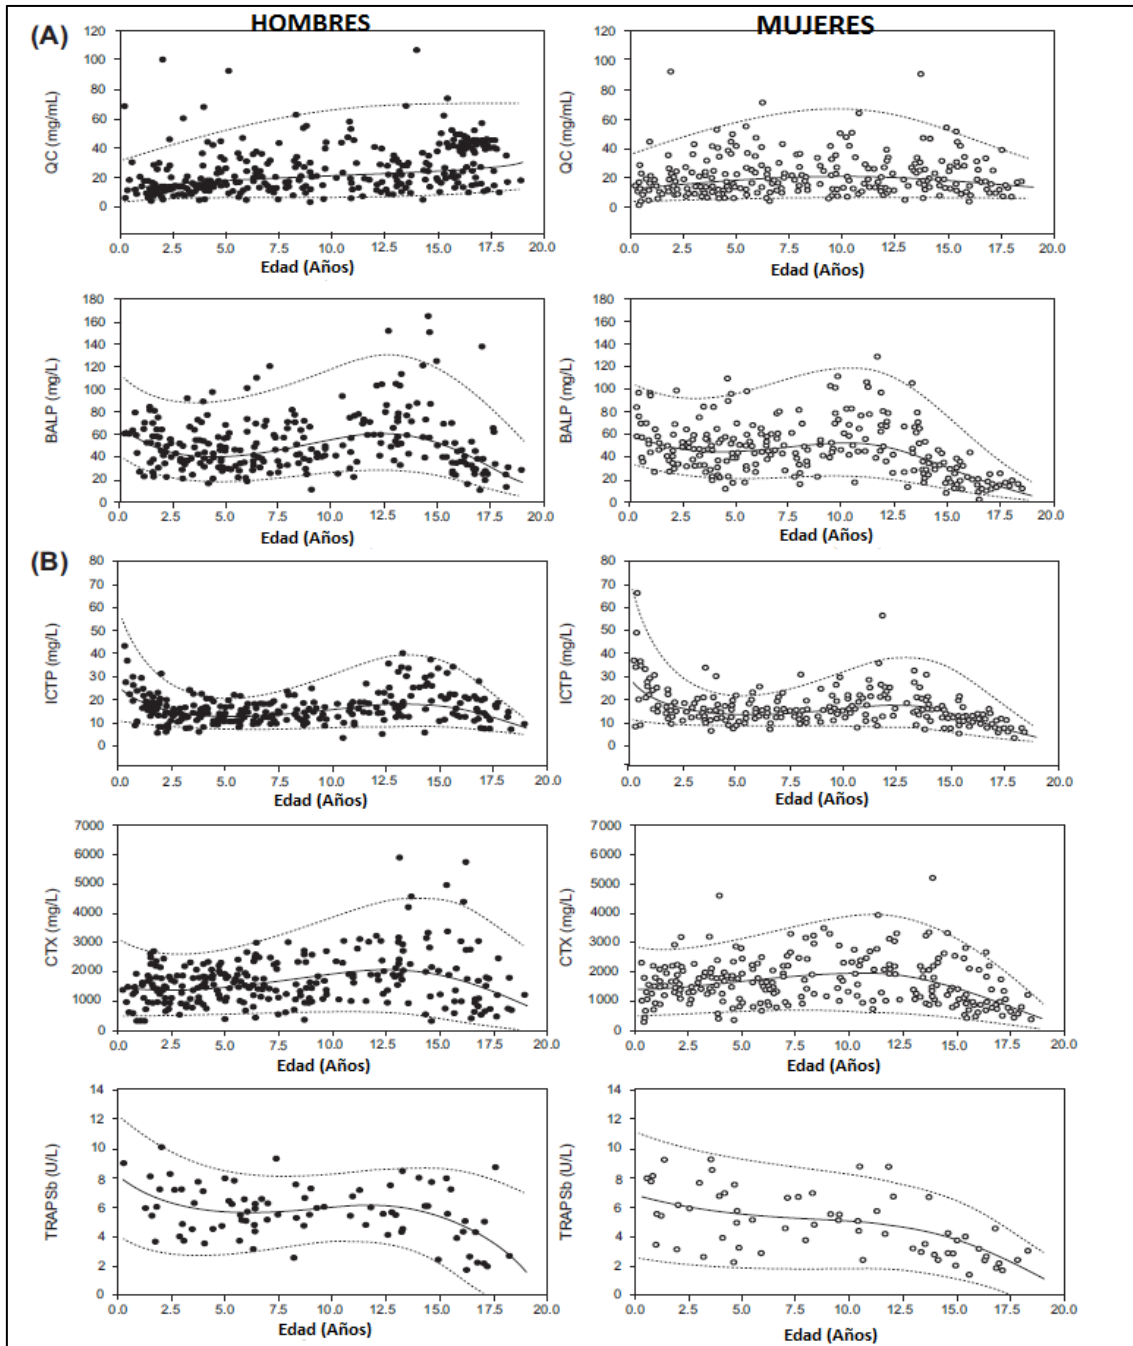 HOMBRES MUJERES
(A)
120 120
100 100
80 80
60 60
40 40
20 20
0 0
QC (mg/mL) QC (mg/mL)
0.0 2.5 5.0 7.5 10.0 12.5 15.0 17.5 20.0 0.0 2.5 5.0 7.5 10.0 12.5 15.0 17.5 20.0
Edad (Años) Edad (Años)
180 180
160 160
140 140
120 120
100 100
80 80
60 60
40 40
20 20
0 0
BALP (mg/L) BALP (mg/L)
0.0 2.5 5.0 7.5 10.0 12.5 15.0 17.5 20.0 0.0 2.5 5.0 7.5 10.0 12.5 15.0 17.5 20.0
Edad (Años) Edad (Años)
(B)
80 80
70 70
60 60
50 50
40 40
30 30
20 20
10 10
0 0
ICTP (mg/L) ICTP (mg/L)
0.0 2.5 5.0 7.5 10.0 12.5 15.0 17.5 20.0 0.0 2.5 5.0 7.5 10.0 12.5 15.0 17.5 20.0
Edad (Años) Edad (Años)
7000 7000
6000 6000
5000 5000
4000 4000
3000 3000
2000 2000
1000 1000
0 0
CTX (mg/L) CTX (mg/L)
0.0 2.5 5.0 7.5 10.0 12.5 15.0 17.5 20.0 0.0 2.5 5.0 7.5 10.0 12.5 15.0 17.5 20.0
Edad (Años) Edad (Años)
14 14
12 12
10 10
8 8
6 6
4 4
2 2
0 0
TRAPSb (U/L) TRAPSb (U/L)
0.0 2.5 5.0 7.5 10.0 12.5 15.0 17.5 20.0 0.0 2.5 5.0 7.5 10.0 12.5 15.0 17.5 20.0
Edad (Años) Edad (Años)